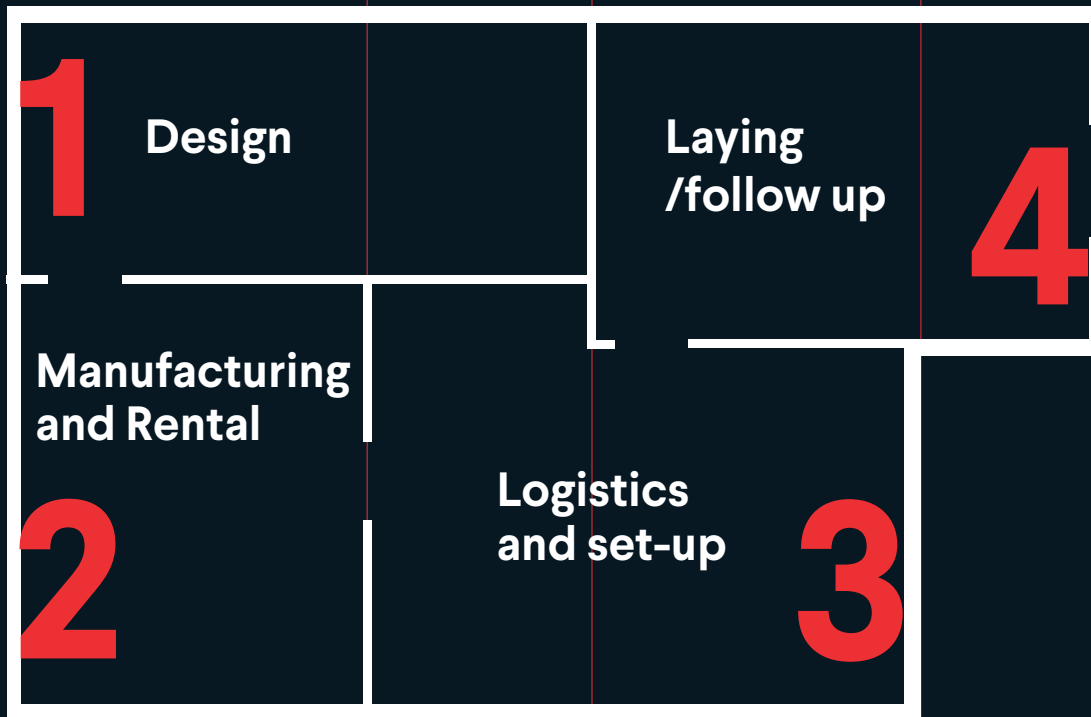 1
Design
2
Manufacturing
and Rental
3
Logistics
and set-up
4
Laying
/follow up